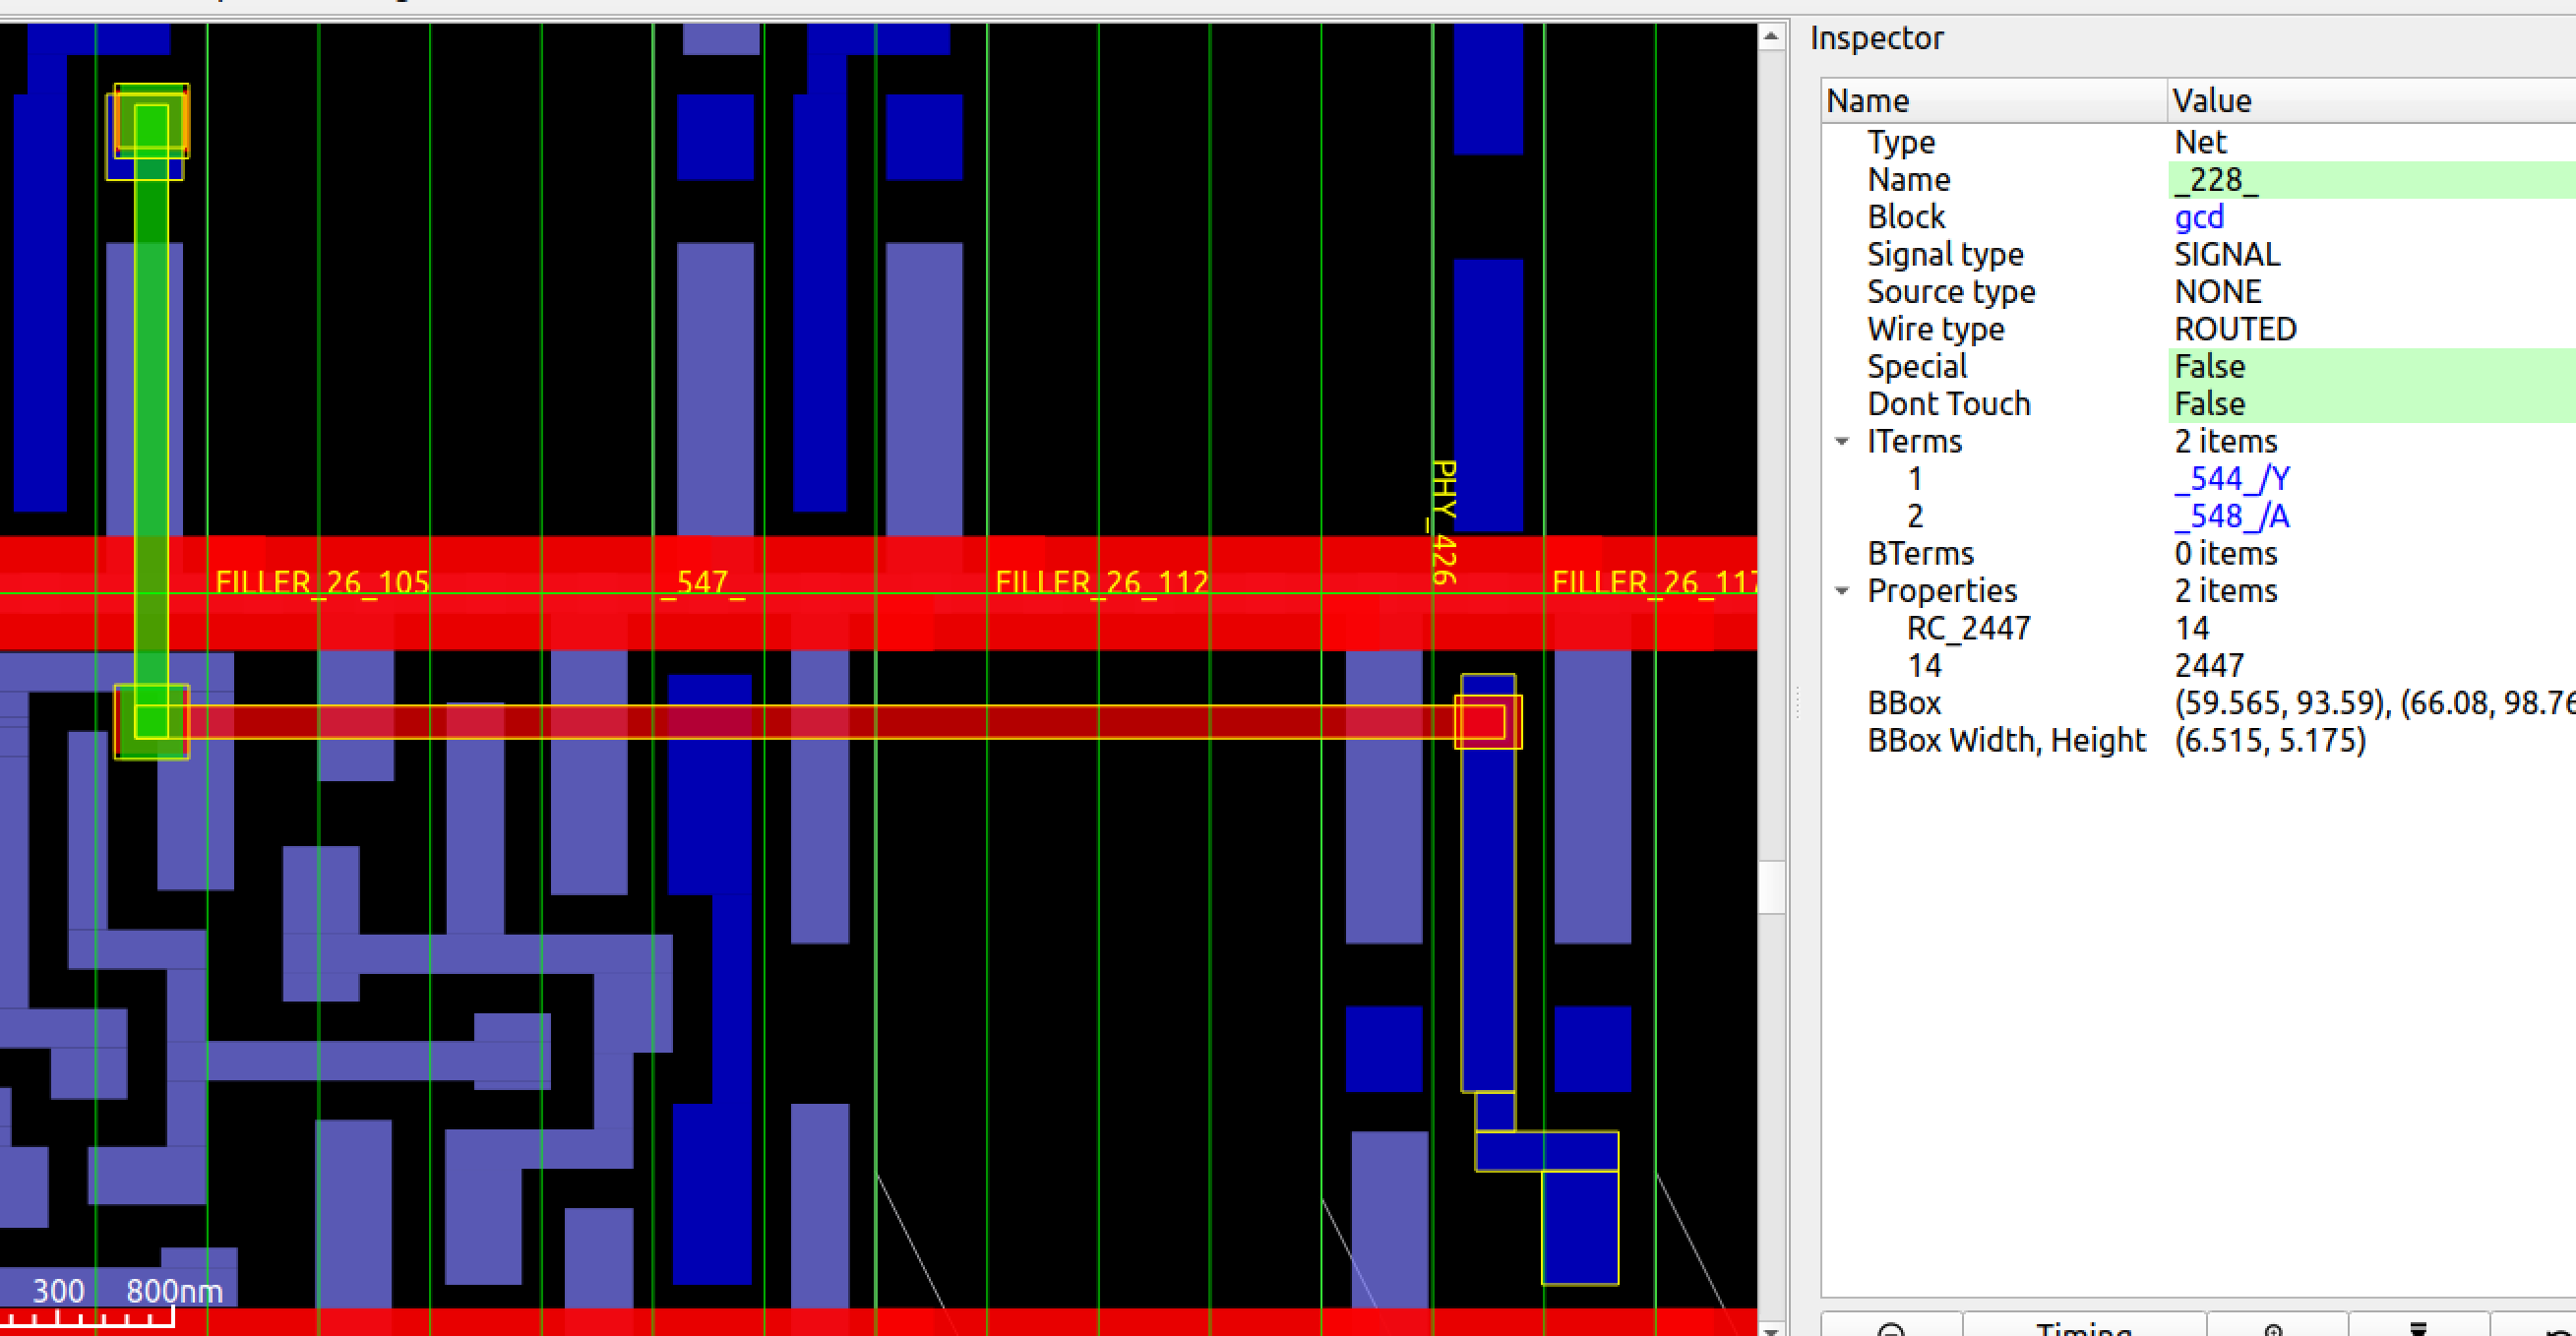 Inspector
Name Value
Type Net
Name _228_
Block gcd
Signal type SIGNAL
Source type NONE
Wire type ROUTED
Special False
Dont Touch False
ITerms 2 items
1 _544_/Y
2 _548_/A
BTerms 0 items
Properties 2 items
RC_2447 14
14 2447
BBox (59.565, 93.59), (66.08, 98.76
BBox Width, Height (6.515, 5.175)
PHY_426
FILLER_26_105 _547_ FILLER_26_112 FILLER_26_117
300 800nm
Timing